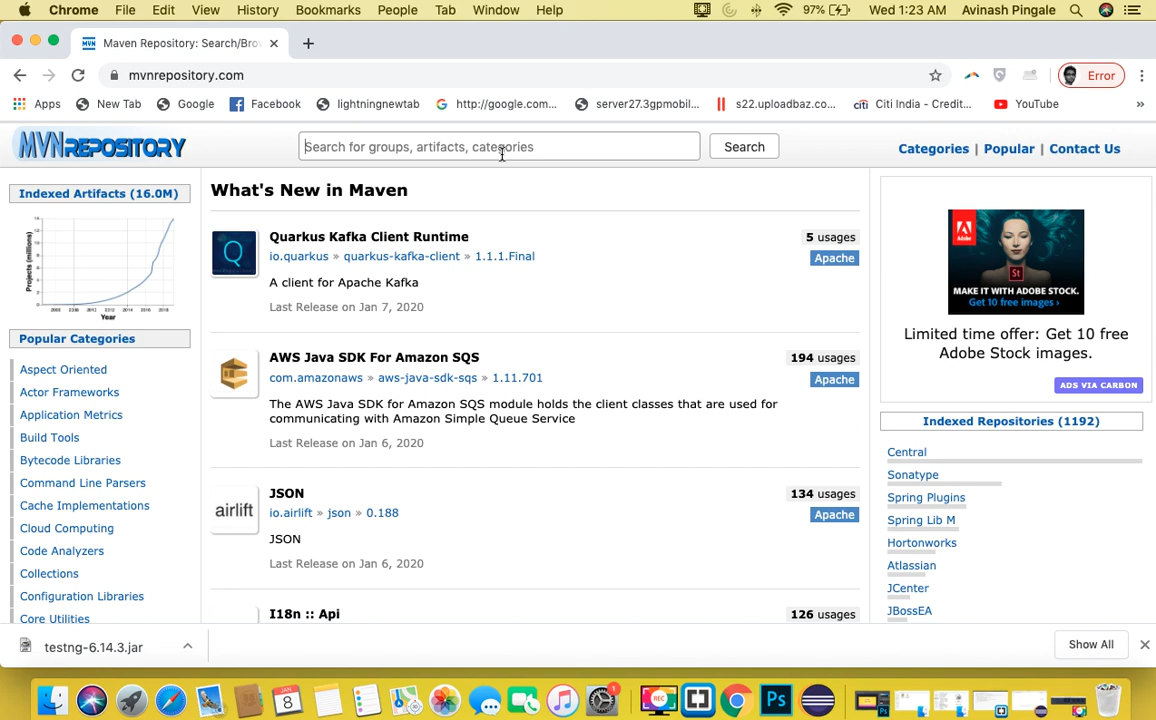 Chrome File Edit View History Bookmarks People Tab Window Help 97% Wed 1:23 AM Avinash Pingale
MVN Maven Repository: Search/Bro
mvnrepository.com Error
Apps New Tab Google Facebook lightningnewtab http://google.com... server27.3gpmobil... s22.uploadbaz.co... citi Citi India - Credit... YouTube »
MVNREPOSITORY Search for groups, artifacts, categories Search Categories | Popular | Contact Us
Indexed Artifacts (16.0M)
Projects (millions)
Year
Popular Categories
Aspect Oriented
Actor Frameworks
Application Metrics
Build Tools
Bytecode Libraries
Command Line Parsers
Cache Implementations
Cloud Computing
Code Analyzers
Collections
Configuration Libraries
Core Utilities
What's New in Maven
Quarkus Kafka Client Runtime 5 usages
io.quarkus » quarkus-kafka-client » 1.1.1.Final Apache
A client for Apache Kafka
Last Release on Jan 7, 2020
AWS Java SDK For Amazon SQS 194 usages
com.amazonaws » aws-java-sdk-sqs » 1.11.701 Apache
The AWS Java SDK for Amazon SQS module holds the client classes that are used for
communicating with Amazon Simple Queue Service
Last Release on Jan 6, 2020
airlift
JSON 134 usages
io.airlift » json » 0.188 Apache
JSON
Last Release on Jan 6, 2020
I18n :: Api 126 usages
Adobe
St
MAKE IT WITH ADOBE STOCK.
Get 10 free images ›
Limited time offer: Get 10 free
Adobe Stock images.
ADS VIA CARBON
Indexed Repositories (1192)
Central
Sonatype
Spring Plugins
Spring Lib M
Hortonworks
Atlassian
JCenter
JBossEA
testng-6.14.3.jar Show All
JAN
8
1
REC
Ps